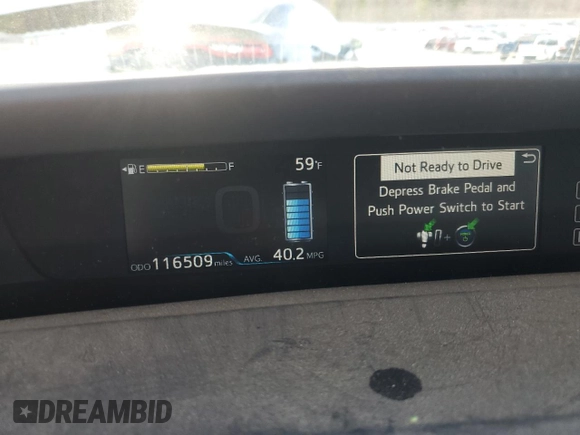 E F
59°F
ODO 116509 miles AVG. 40.2 MPG
Not Ready to Drive
Depress Brake Pedal and
Push Power Switch to Start
+
DREAMBID